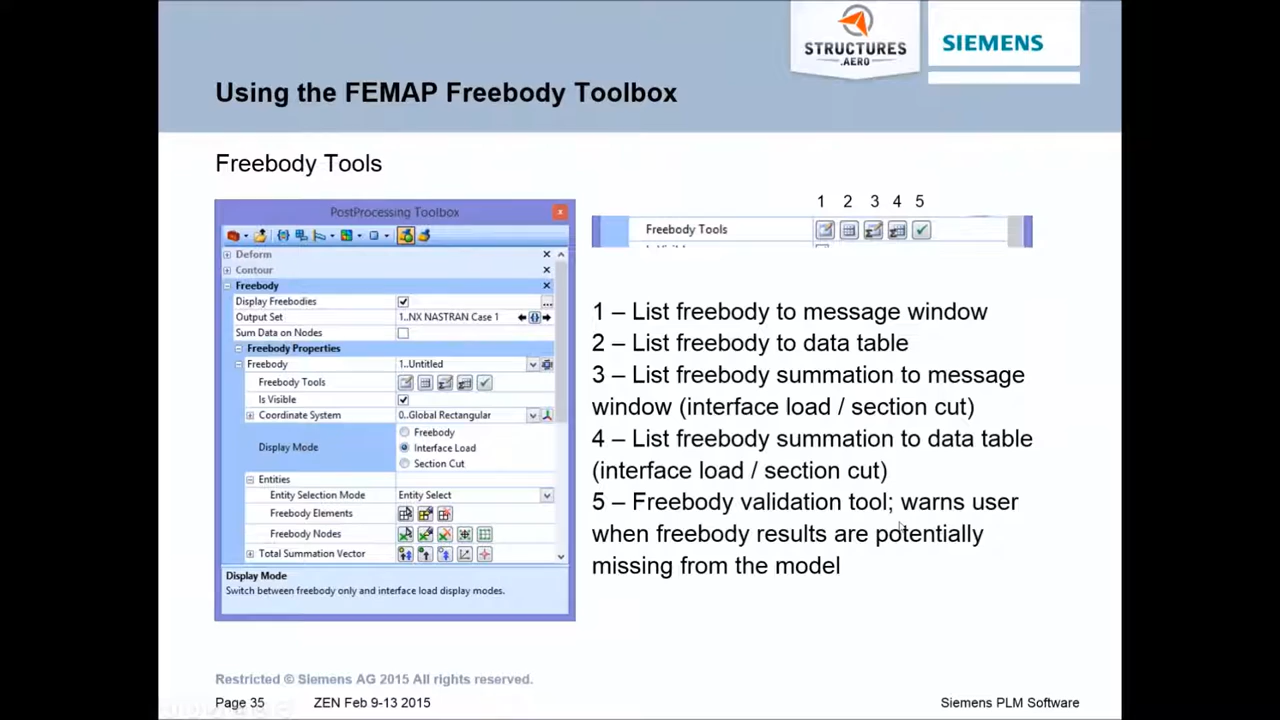 STRUCTURES
.AERO
SIEMENS
Using the FEMAP Freebody Toolbox
Freebody Tools
PostProcessing Toolbox
Deform
Contour
Freebody
Display Freebodies
Output Set 1..NX NASTRAN Case 1
Sum Data on Nodes
Freebody Properties
Freebody 1..Untitled
Freebody Tools
Is Visible
Coordinate System 0..Global Rectangular
Display Mode
Freebody
Interface Load
Section Cut
Entities
Entity Selection Mode Entity Select
Freebody Elements
Freebody Nodes
Total Summation Vector
Display Mode
Switch between freebody only and interface load display modes.
1 2 3 4 5
Freebody Tools
1 – List freebody to message window
2 – List freebody to data table
3 – List freebody summation to message
window (interface load / section cut)
4 – List freebody summation to data table
(interface load / section cut)
5 – Freebody validation tool; warns user
when freebody results are potentially
missing from the model
Restricted © Siemens AG 2015 All rights reserved.
Page 35 ZEN Feb 9-13 2015 Siemens PLM Software